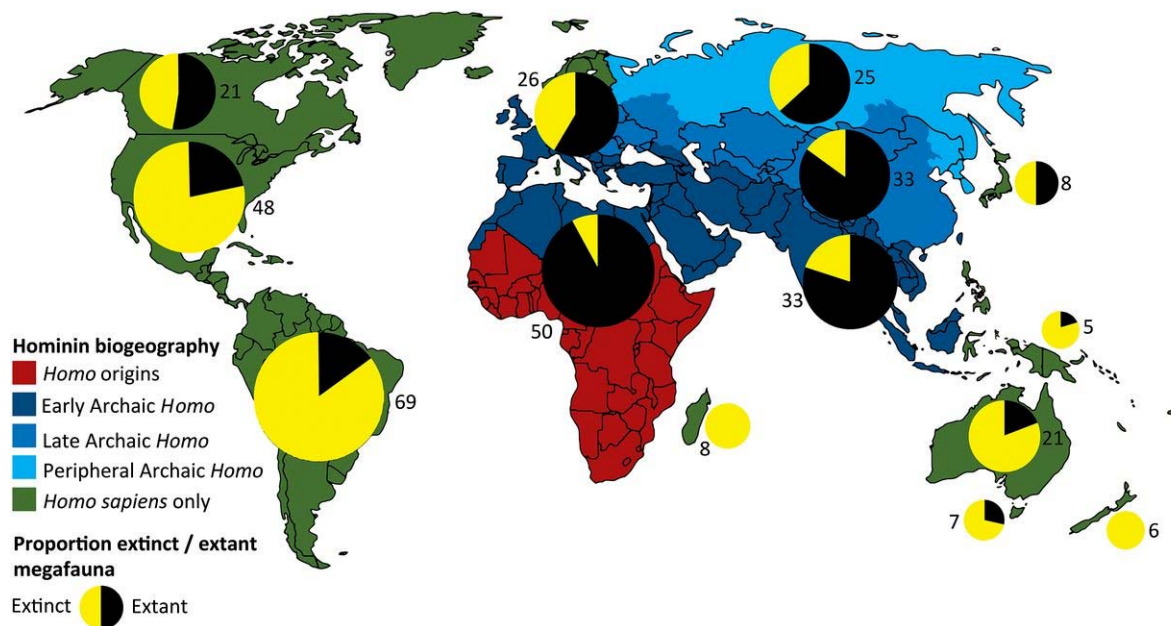 21
26
25
48
33
8
50
33
5
69
8
21
7
6
Hominin biogeography
Homo origins
Early Archaic Homo
Late Archaic Homo
Peripheral Archaic Homo
Homo sapiens only
Proportion extinct / extant
megafauna
Extinct Extant